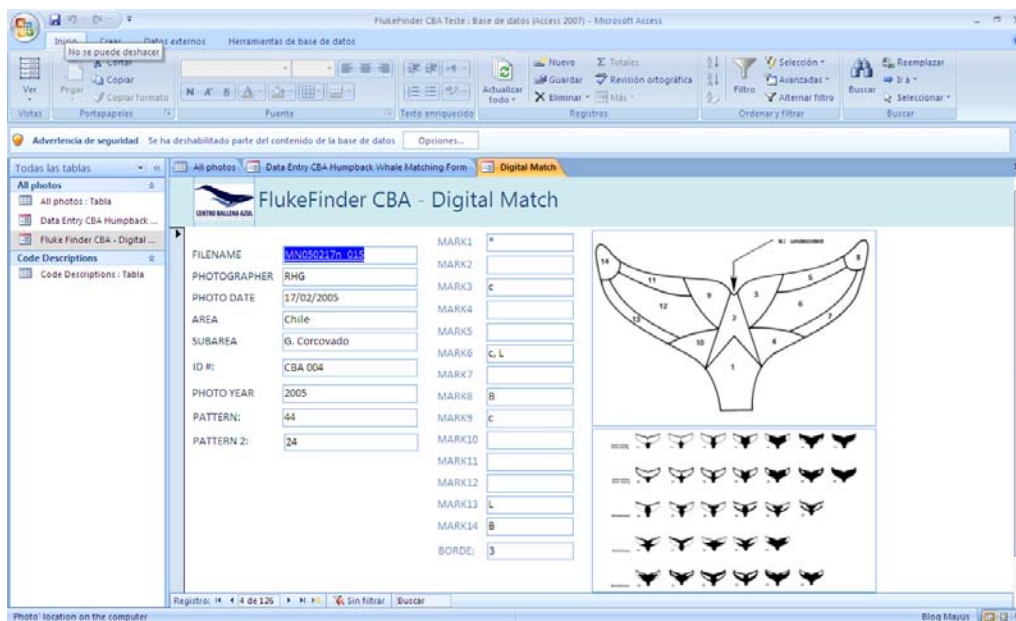 FlukeFinder CBA Teste : Base de datos (Access 2007) - Microsoft Access
Inicio Crear Datos externos Herramientas de base de datos
No se puede deshacer
Ver
Pegar
Cortar
Copiar
Copiar formato
N K S
Actualizar todo
Nuevo
Guardar
Eliminar
Totales
Revisión ortográfica
Más
Filtro
Selección
Avanzadas
Alternar filtro
Buscar
Reemplazar
Ir a
Seleccionar
Vistas Portapapeles Fuente Texto enriquecido Registros Ordenar y filtrar Buscar
Advertencia de seguridad Se ha deshabilitado parte del contenido de la base de datos Opciones...
Todas las tablas
All photos
All photos : Tabla
Data Entry CBA Humpback ...
Fluke Finder CBA - Digital ...
Code Descriptions
Code Descriptions : Tabla
All photos Data Entry CBA Humpback Whale Matching Form Digital Match
CENTRO BALLENA AZUL
FlukeFinder CBA - Digital Match
FILENAME MN050217n_015
PHOTOGRAPHER RHG
PHOTO DATE 17/02/2005
AREA Chile
SUBAREA G. Corcovado
ID #: CBA 004
PHOTO YEAR 2005
PATTERN: 44
PATTERN 2: 24
MARK1 *
MARK2
MARK3 c
MARK4
MARK5
MARK6 c, L
MARK7
MARK8 B
MARK9 c
MARK10
MARK11
MARK12
MARK13 L
MARK14 B
BORDE: 3
0: undecided
14 11 12 13 9 10 2 1 3 4 5 6 7 8
Registro: 4 de 126 Sin filtrar Buscar
Photo' location on the computer
Bloq Mayús